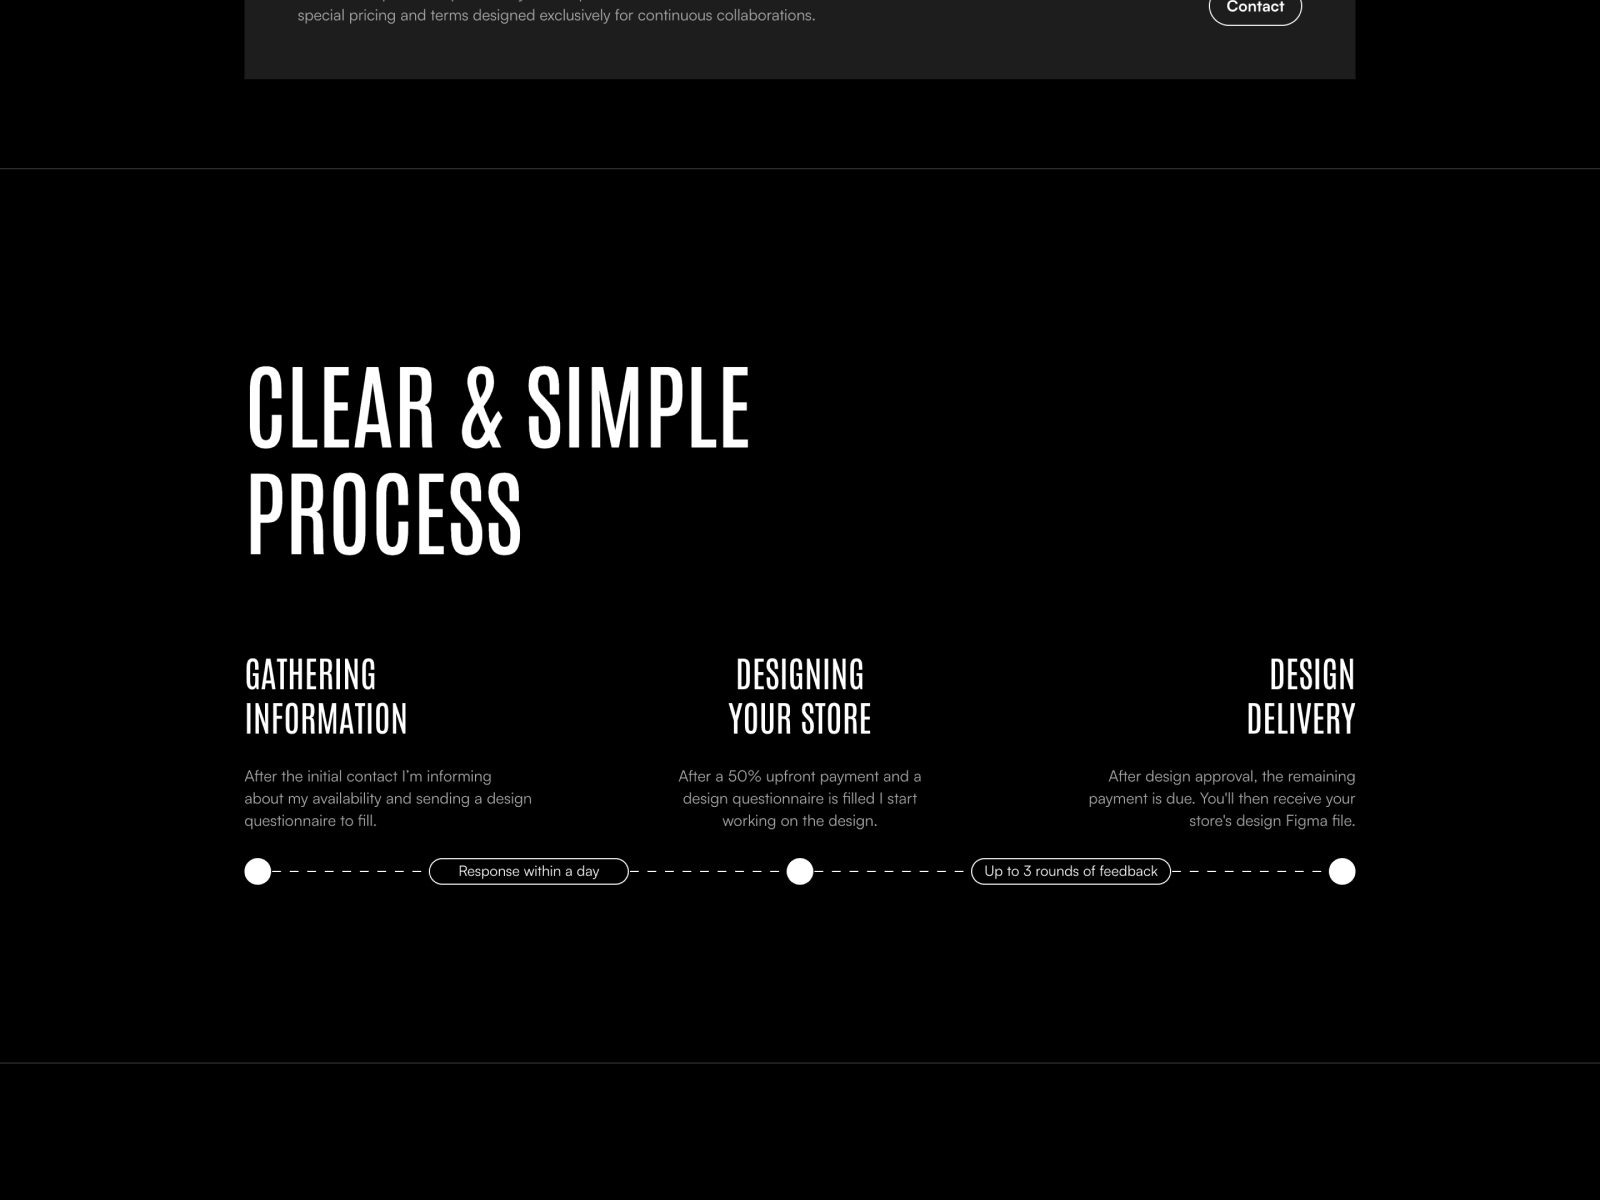 special pricing and terms designed exclusively for continuous collaborations.
Contact
CLEAR & SIMPLE
PROCESS
GATHERING
INFORMATION
After the initial contact I’m informing
about my availability and sending a design
questionnaire to fill.
DESIGNING
YOUR STORE
After a 50% upfront payment and a
design questionnaire is filled I start
working on the design.
DESIGN
DELIVERY
After design approval, the remaining
payment is due. You'll then receive your
store's design Figma file.
Response within a day
Up to 3 rounds of feedback